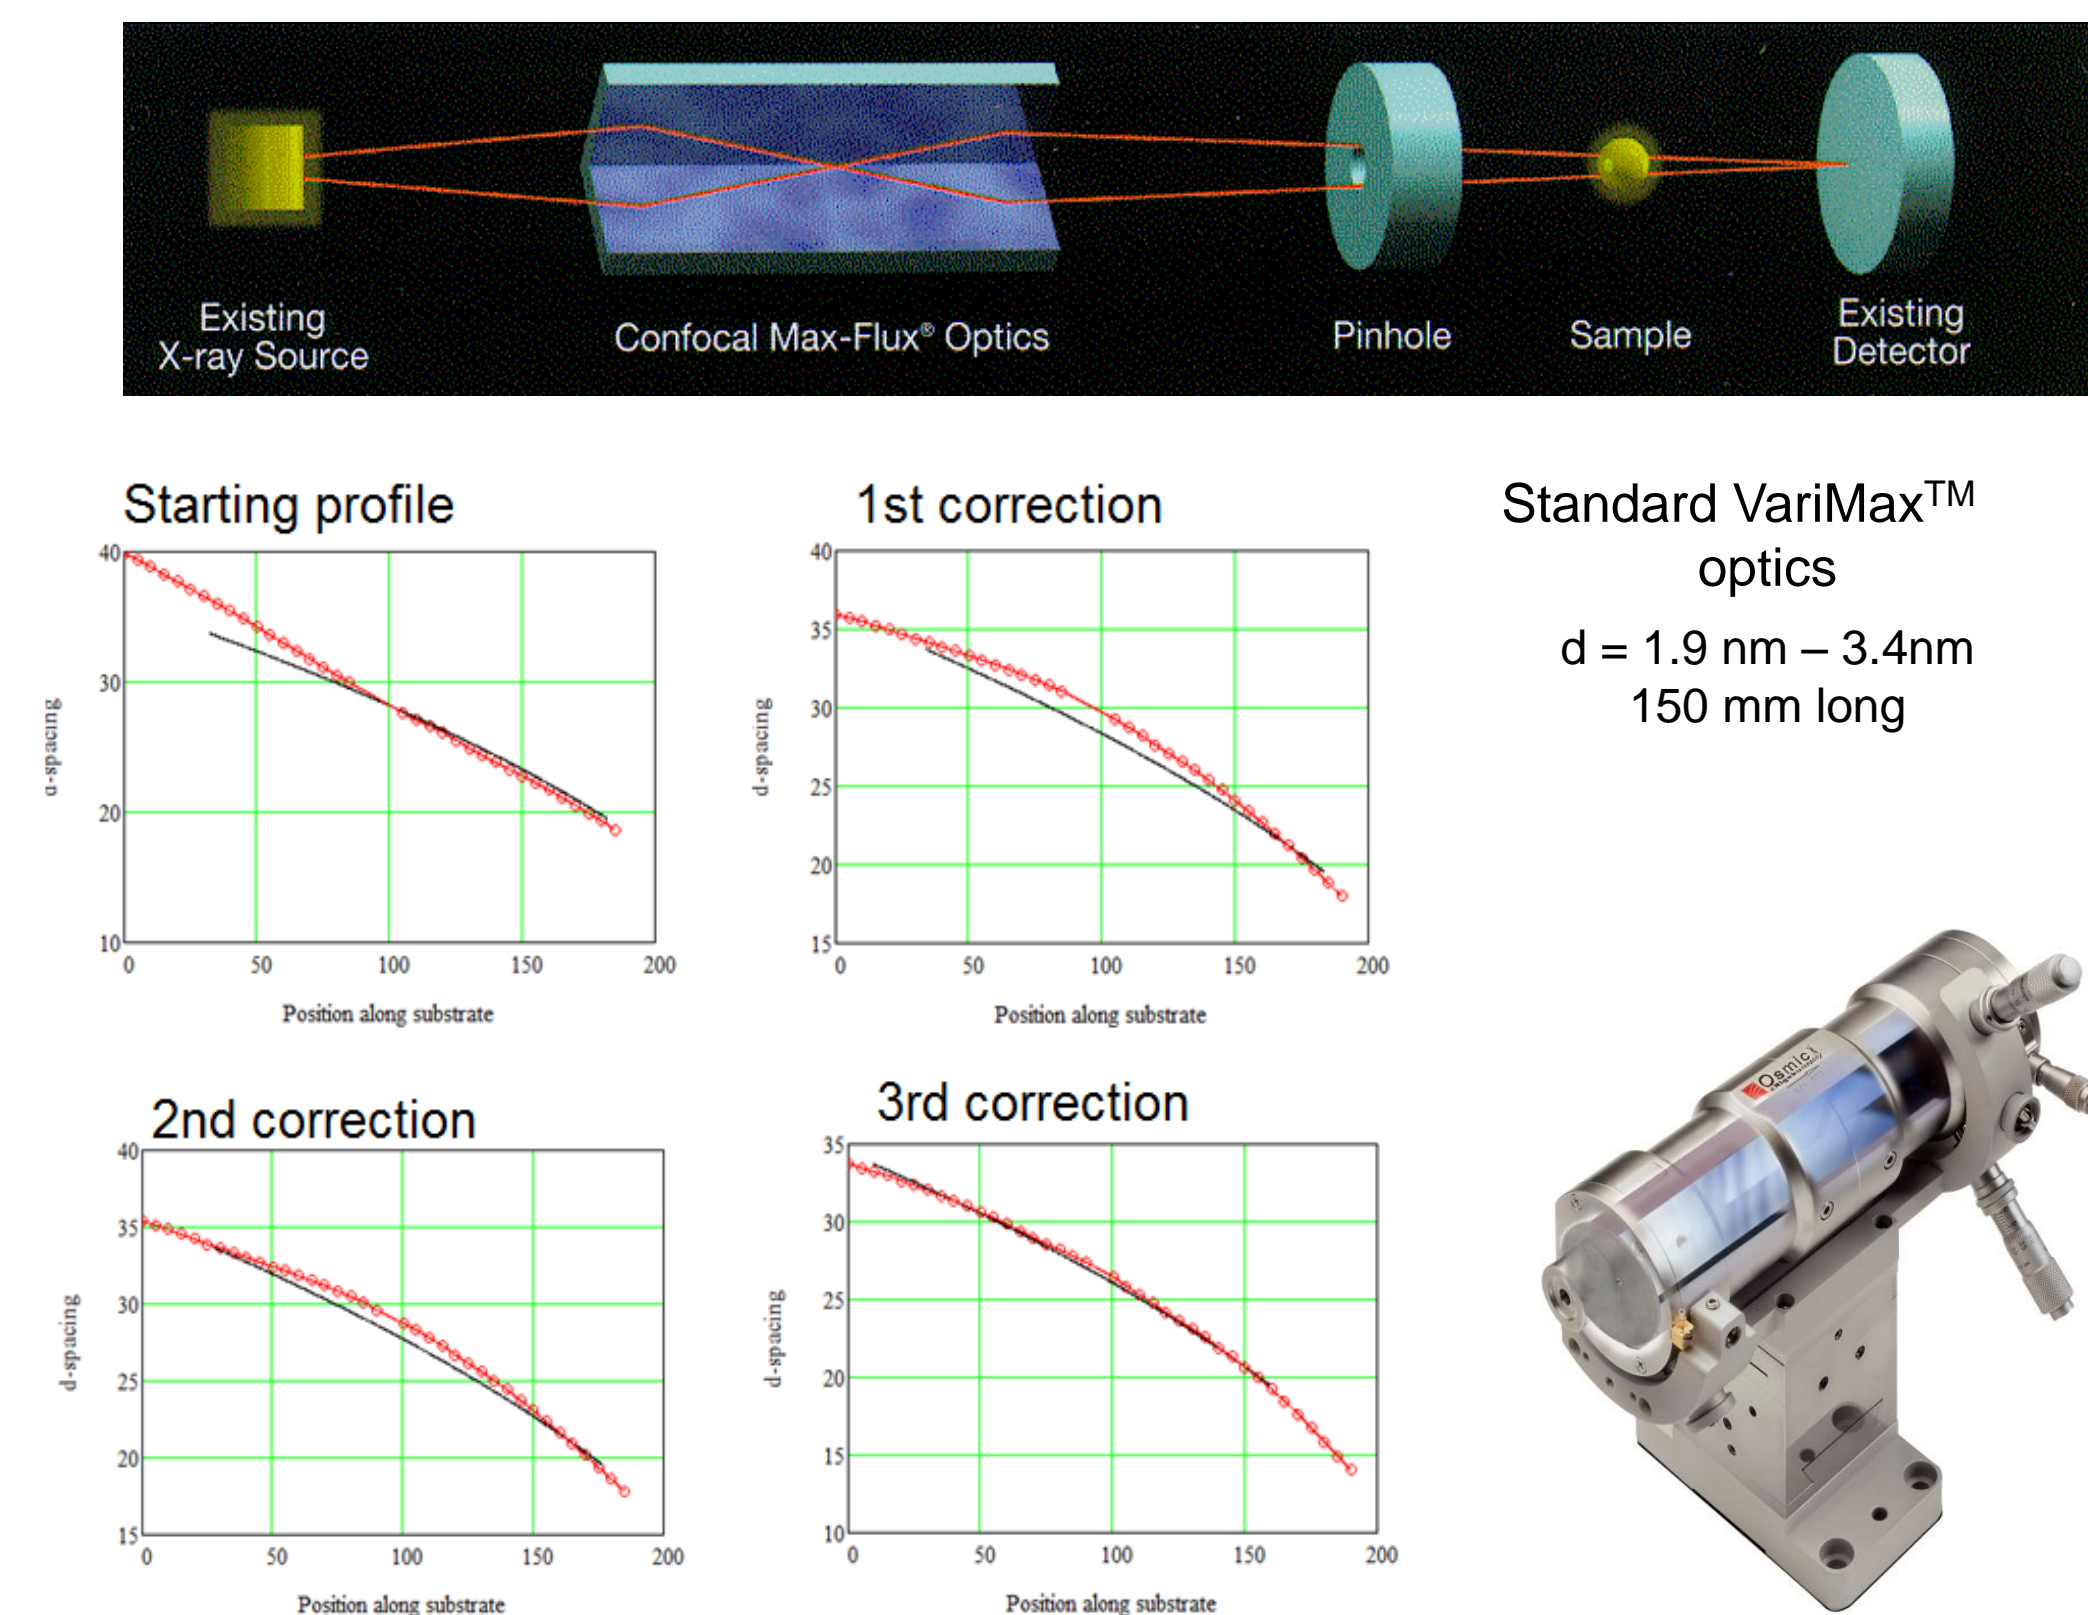 Existing
X-ray Source
Confocal Max-Flux® Optics
Pinhole
Sample
Existing
Detector
Starting profile
40
30
20
10
0 50 100 150 200
d-spacing
Position along substrate
1st correction
40
35
30
25
20
15
0 50 100 150 200
d-spacing
Position along substrate
Standard VariMax™
optics
d = 1.9 nm – 3.4nm
150 mm long
2nd correction
40
35
30
25
20
15
0 50 100 150 200
d-spacing
Position along substrate
3rd correction
35
30
25
20
15
10
0 50 100 150 200
d-spacing
Position along substrate
Osmic